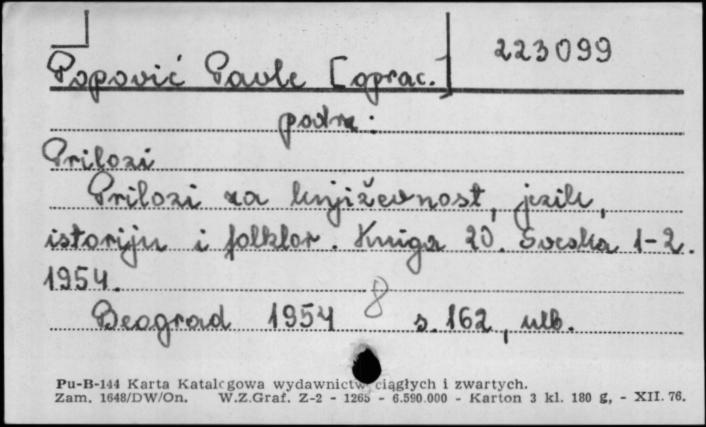 223099
Popović Pavle [oprac.]
podn:
Prilozi
Prilozi za književnost, jezik,
istoriju i folklor. Knjiga 20. Sveska 1-2.
1954.
8
Beograd 1954 s. 162, ulb.
Pu-B-144 Karta Katalogowa wydawnictw ciągłych i zwartych.
Zam. 1648/DW/On. W.Z.Graf. Z-2 - 1265 - 6.590.000 - Karton 3 kl. 180 g, - XII. 76.